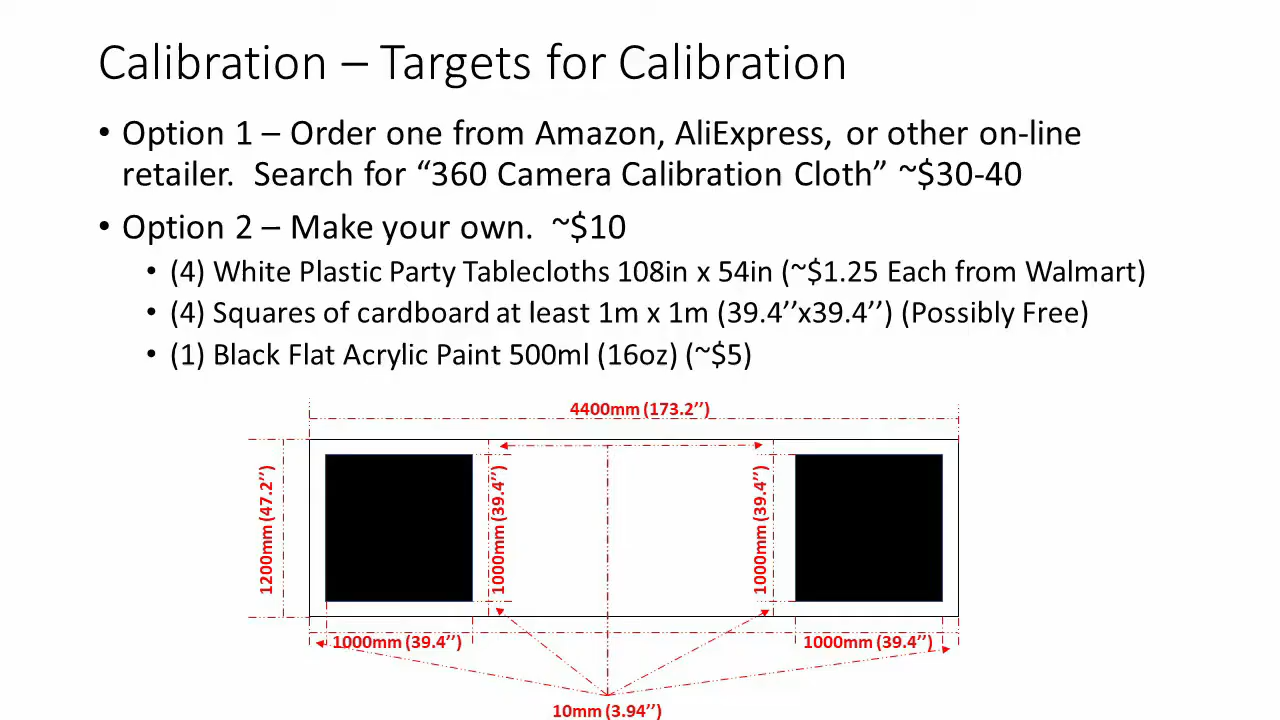 Calibration – Targets for Calibration
• Option 1 – Order one from Amazon, AliExpress, or other on-line
retailer.  Search for “360 Camera Calibration Cloth” ~$30-40
• Option 2 – Make your own.  ~$10
• (4) White Plastic Party Tablecloths 108in x 54in (~$1.25 Each from Walmart)
• (4) Squares of cardboard at least 1m x 1m (39.4’’x39.4’’) (Possibly Free)
• (1) Black Flat Acrylic Paint 500ml (16oz) (~$5)
4400mm (173.2’’)
1200mm (47.2’’)
1000mm (39.4’’)
1000mm (39.4’’)
1000mm (39.4’’)
1000mm (39.4’’)
10mm (3.94’’)